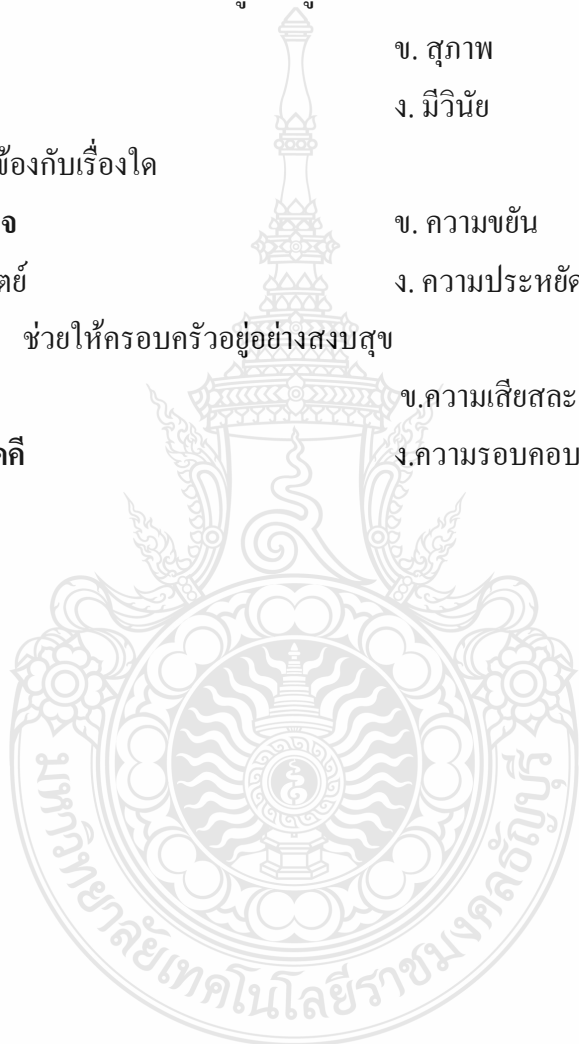 ข. สุภาพ
ง. มีวินัย
ข้องกับเรื่องใด
จ ข. ความขยัน
ตย์ ง. ความประหยัด
ช่วยให้ครอบครัวอยู่อย่างสงบสุข
ข.ความเสียสละ
คคี ง.ความรอบคอบ
มหาวิทยาลัยเทคโนโลยีราชมงคลธัญบุรี